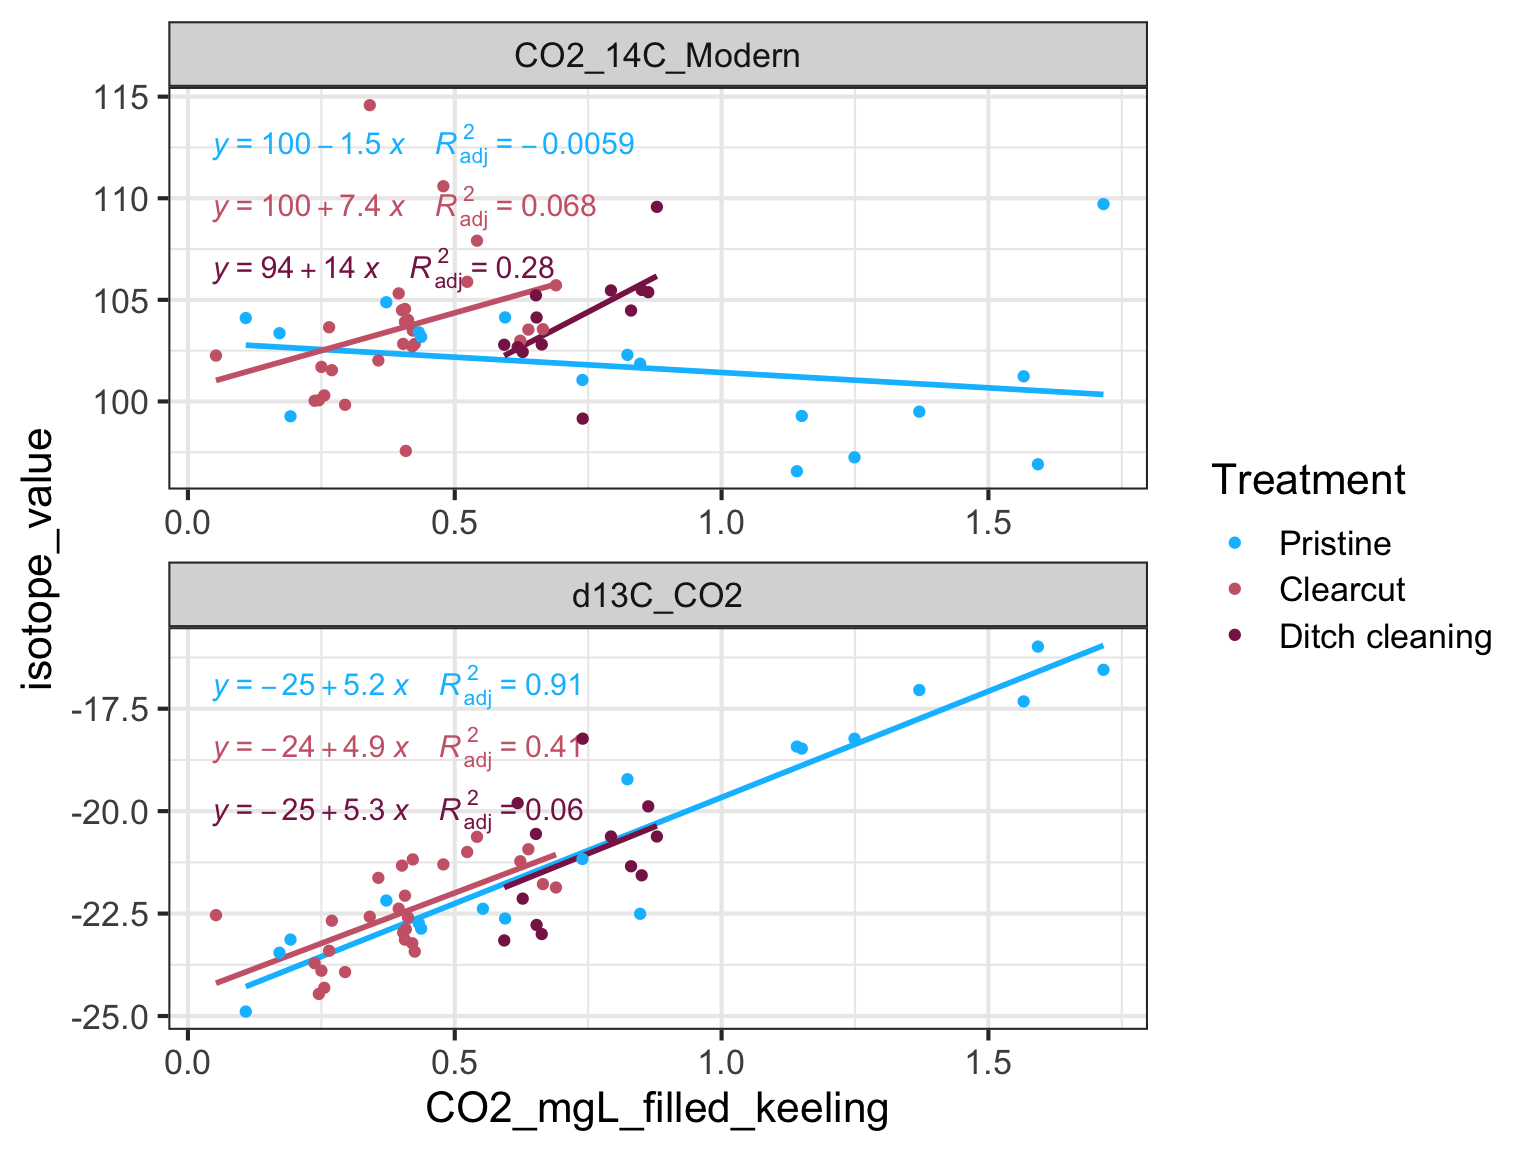 CO2_14C_Modern
115
110
105
100
y = 100 − 1.5 x R²adj = −0.0059
y = 100 + 7.4 x R²adj = 0.068
y = 94 + 14 x R²adj = 0.28
0.0 0.5 1.0 1.5
isotope_value
d13C_CO2
-17.5
-20.0
-22.5
-25.0
y = −25 + 5.2 x R²adj = 0.91
y = −24 + 4.9 x R²adj = 0.41
y = −25 + 5.3 x R²adj = 0.06
0.0 0.5 1.0 1.5
CO2_mgL_filled_keeling
Treatment
Pristine
Clearcut
Ditch cleaning